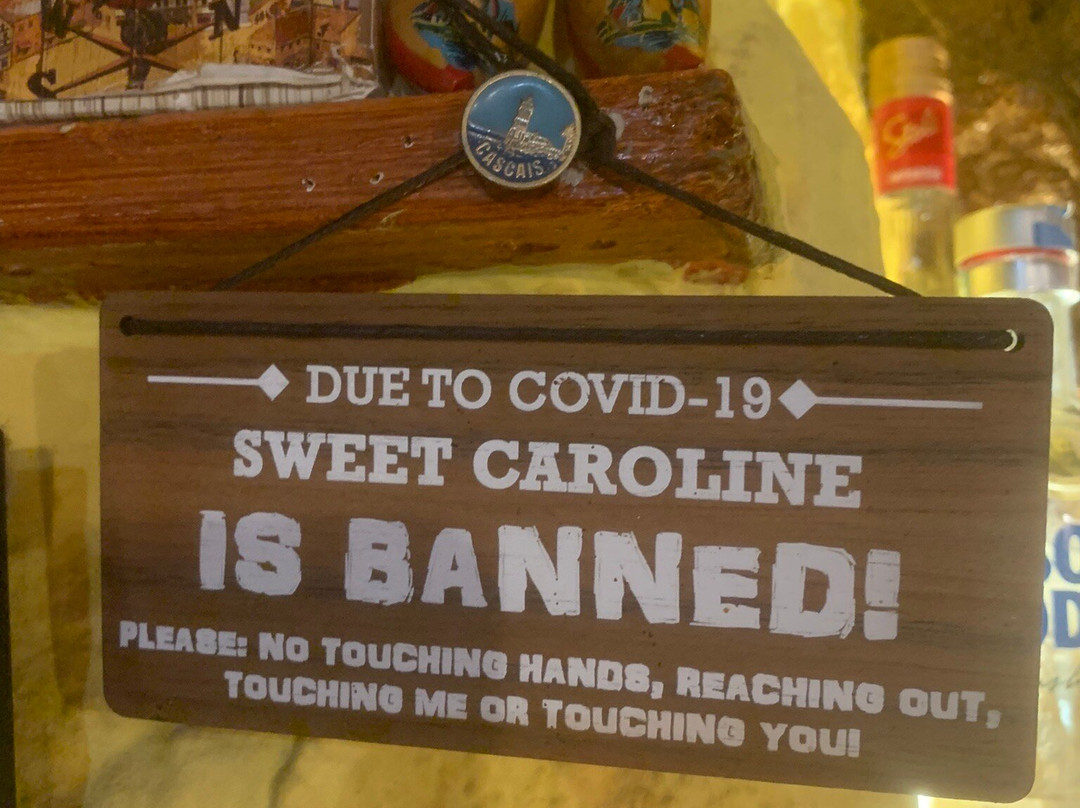 CASCAIS
DUE TO COVID-19
SWEET CAROLINE
IS BANNED!
PLEASE: NO TOUCHING HANDS, REACHING OUT,
TOUCHING ME OR TOUCHING YOU!